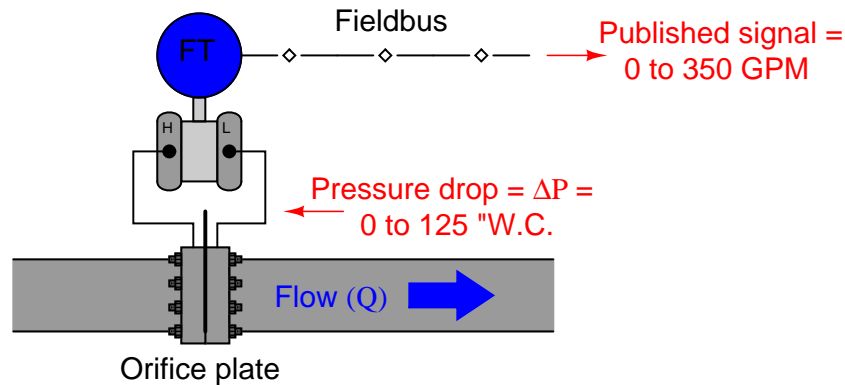 Fieldbus
FT
Published signal =
0 to 350 GPM
H
L
Pressure drop = ΔP =
0 to 125 "W.C.
Flow (Q)
Orifice plate